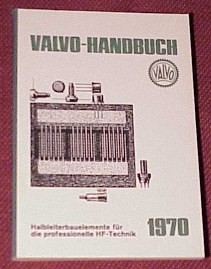 VALVO-HANDBUCH
VALVO
Halbleiterbauelemente für
die professionelle HF-Technik
1970